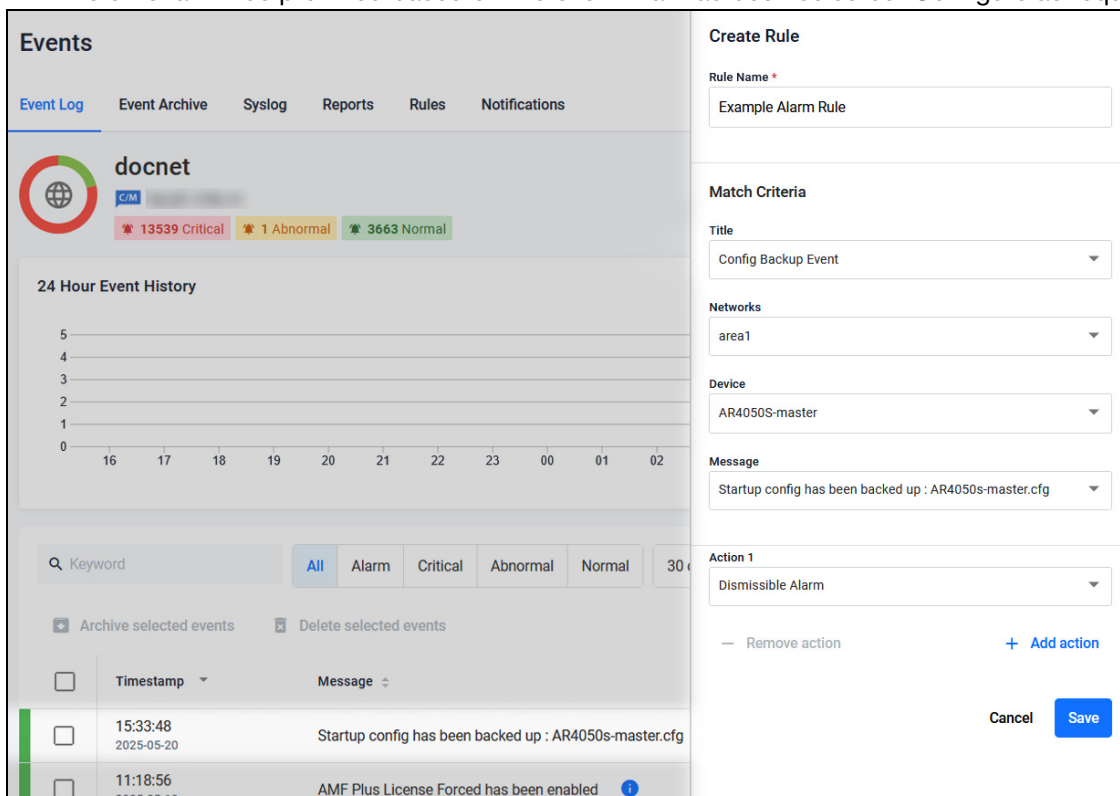 Events
Event Log Event Archive Syslog Reports Rules Notifications
docnet
C/M
13539 Critical 1 Abnormal 3663 Normal
24 Hour Event History
5
4
3
2
1
0
16 17 18 19 20 21 22 23 00 01 02
Keyword
All Alarm Critical Abnormal Normal 30
Archive selected events Delete selected events
Timestamp Message
15:33:48
2025-05-20
Startup config has been backed up : AR4050s-master.cfg
11:18:56
AMF Plus License Forced has been enabled
Create Rule
Rule Name *
Example Alarm Rule
Match Criteria
Title
Config Backup Event
Networks
area1
Device
AR4050S-master
Message
Startup config has been backed up : AR4050s-master.cfg
Action 1
Dismissible Alarm
Remove action + Add action
Cancel Save